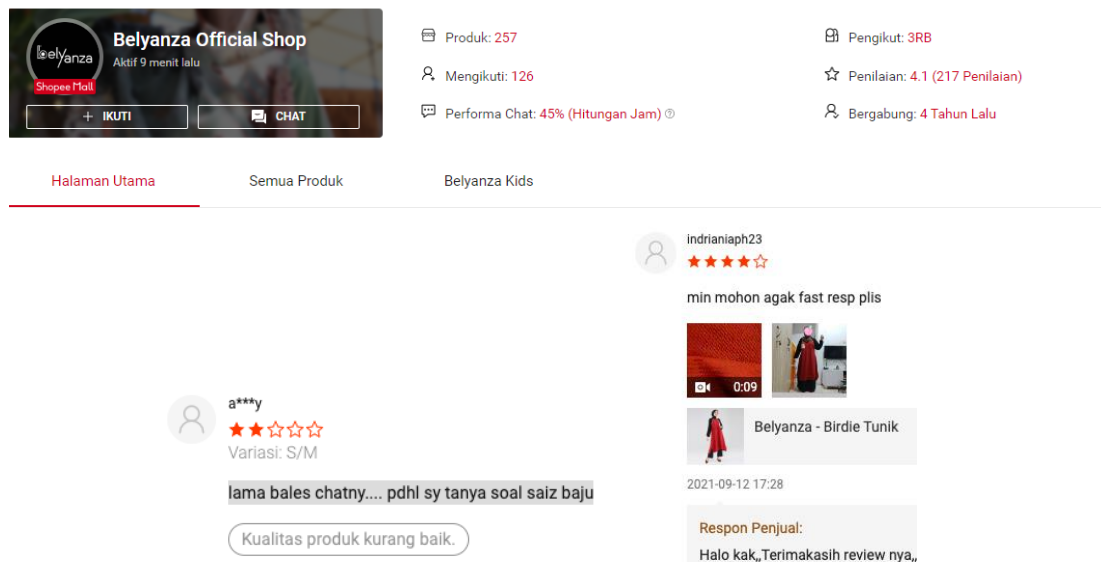 belyanza
Shopee Mall
Belyanza Official Shop
Aktif 9 menit lalu
+ IKUTI
CHAT
Produk: 257
Mengikuti: 126
Performa Chat: 45% (Hitungan Jam)
Pengikut: 3RB
Penilaian: 4.1 (217 Penilaian)
Bergabung: 4 Tahun Lalu
Halaman Utama
Semua Produk
Belyanza Kids
a***y
Variasi: S/M
lama bales chatny.... pdhl sy tanya soal saiz baju
Kualitas produk kurang baik.
indrianiaph23
min mohon agak fast resp plis
0:09
Belyanza - Birdie Tunik
2021-09-12 17:28
Respon Penjual:
Halo kak,,Terimakasih review nya,,